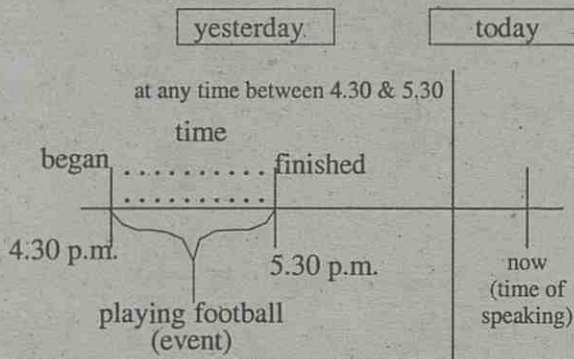 yesterday today
at any time between 4.30 & 5.30
time
began finished
4.30 p.m. 5.30 p.m.
now
(time of
speaking)
playing football
(event)